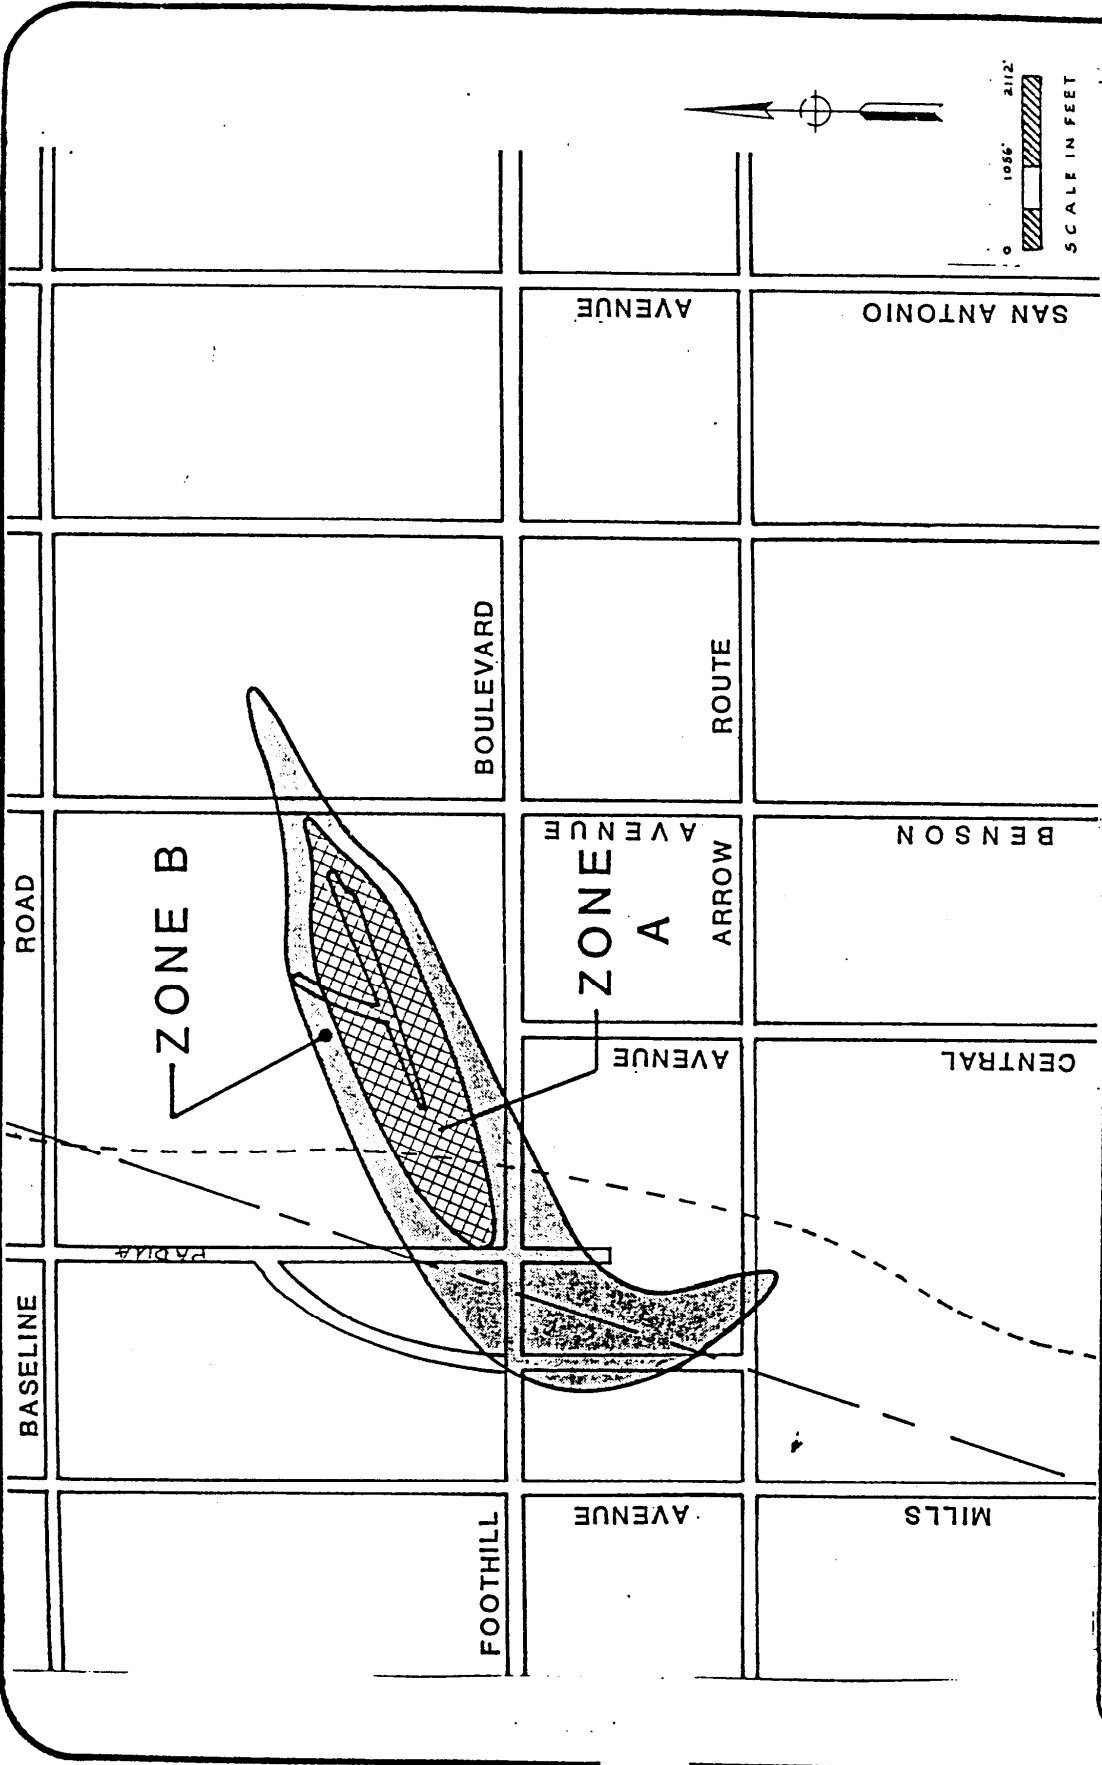 0 1056' 2112'
SCALE IN FEET
SAN ANTONIO AVENUE
BENSON AVENUE
CENTRAL AVENUE
PADUA
MILLS AVENUE
BASELINE ROAD
FOOTHILL BOULEVARD
ARROW ROUTE
ZONE B
ZONE
A